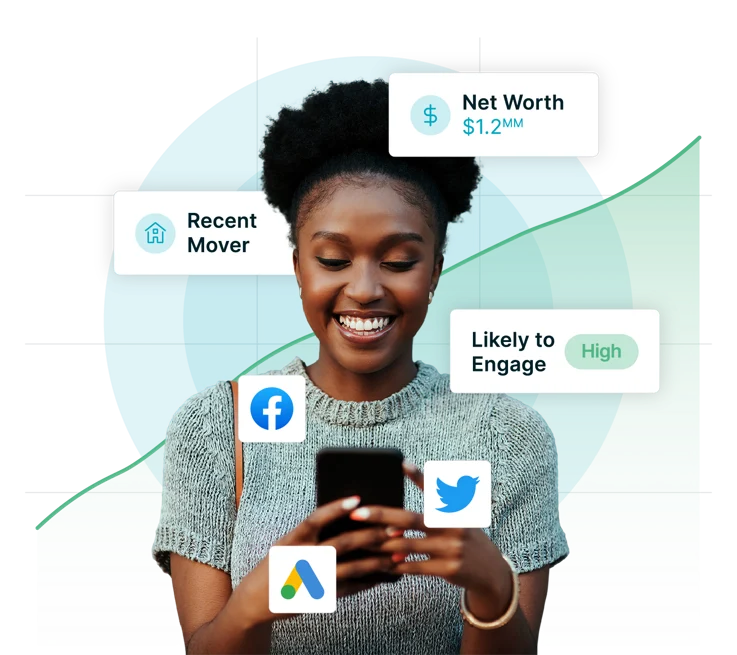 Net Worth
$1.2MM
Recent
Mover
Likely to
Engage
High